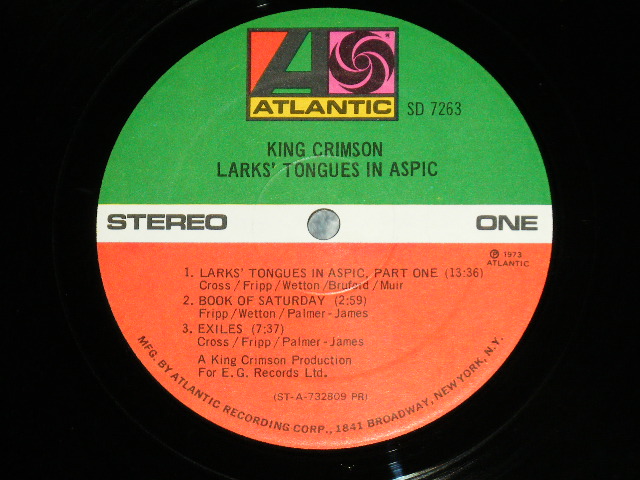 ATLANTIC
SD 7263
KING CRIMSON
LARKS' TONGUES IN ASPIC
STEREO
ONE
℗ 1973
ATLANTIC
1. LARKS' TONGUES IN ASPIC, PART ONE (13:36)
Cross/Fripp/Wetton/Bruford/Muir
2. BOOK OF SATURDAY (2:59)
Fripp/Wetton/Palmer-James
3. EXILES (7:37)
Cross/Fripp/Palmer-James
A King Crimson Production
For E.G. Records Ltd.
(ST-A-732809 PR)
MFG. BY ATLANTIC RECORDING CORP., 1841 BROADWAY, NEW YORK, N.Y.